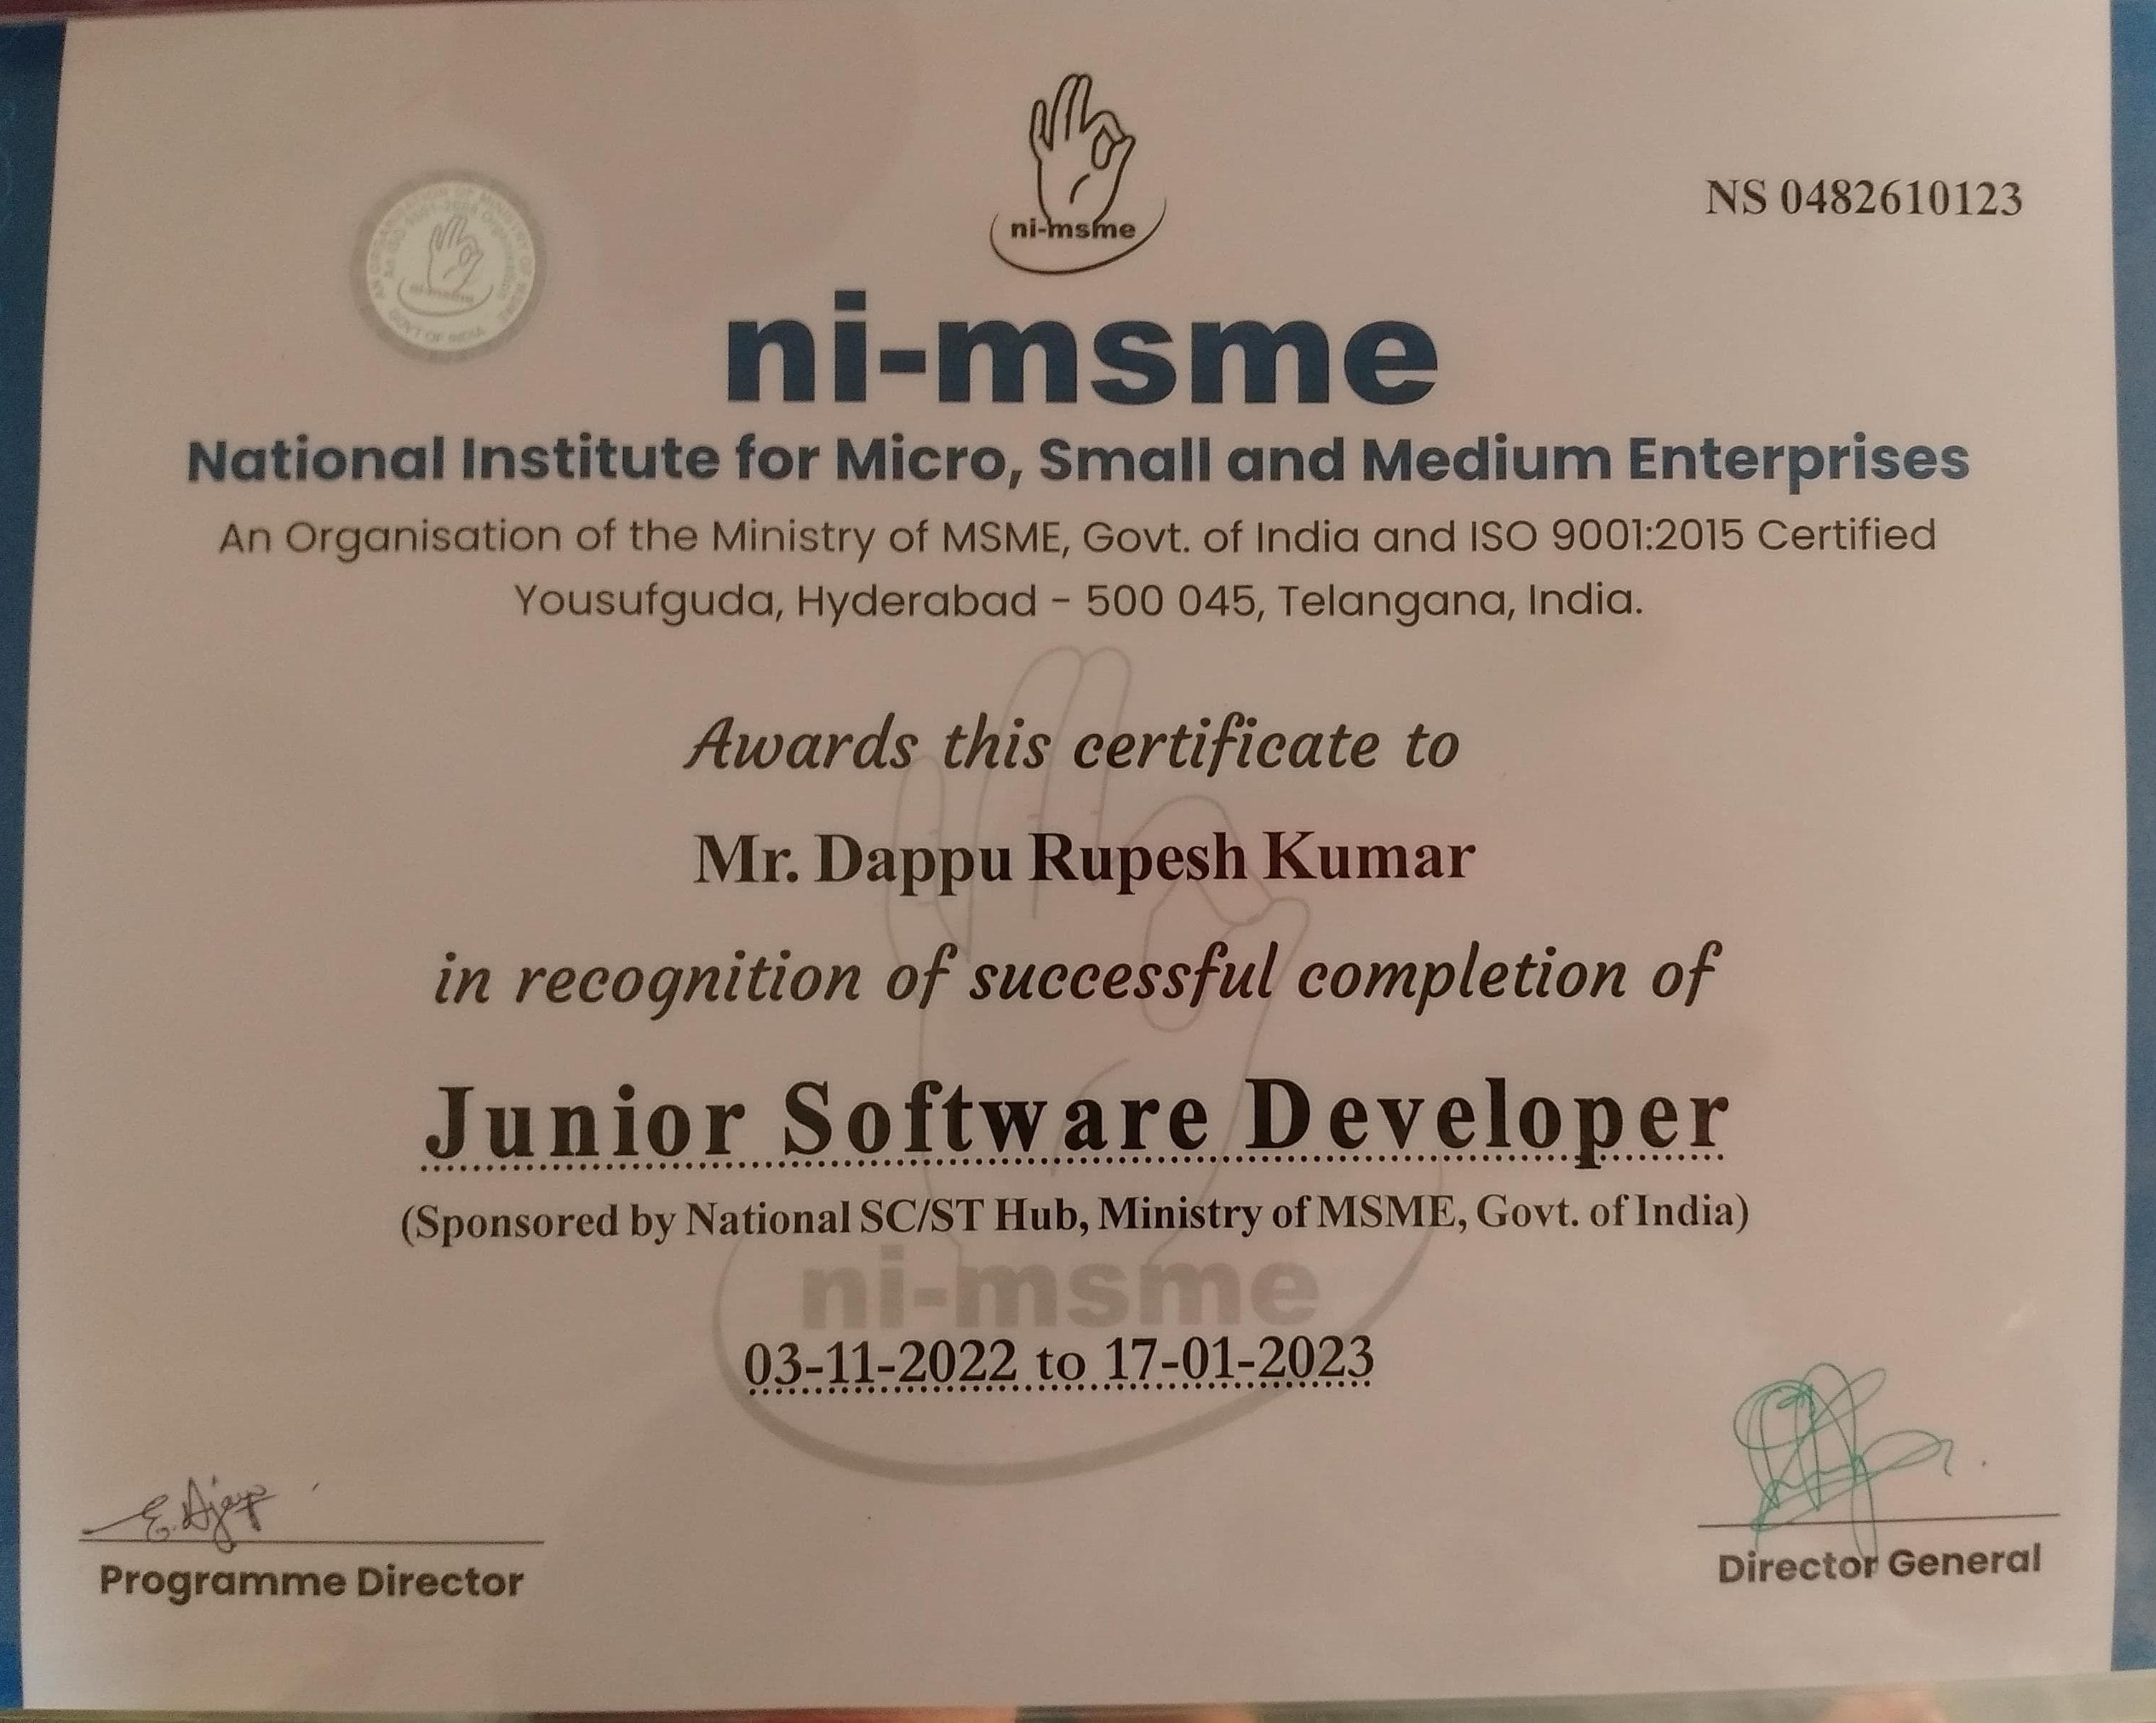 ni-msme
NS 0482610123
ni-msme
National Institute for Micro, Small and Medium Enterprises
An Organisation of the Ministry of MSME, Govt. of India and ISO 9001:2015 Certified
Yousufguda, Hyderabad - 500 045, Telangana, India.
Awards this certificate to
Mr. Dappu Rupesh Kumar
in recognition of successful completion of
Junior Software Developer
(Sponsored by National SC/ST Hub, Ministry of MSME, Govt. of India)
ni-msme
03-11-2022 to 17-01-2023
E. Ajay
Programme Director
Director General
AN ORGANISATION OF MINISTRY OF MSME
GOVT OF INDIA
ni-msme